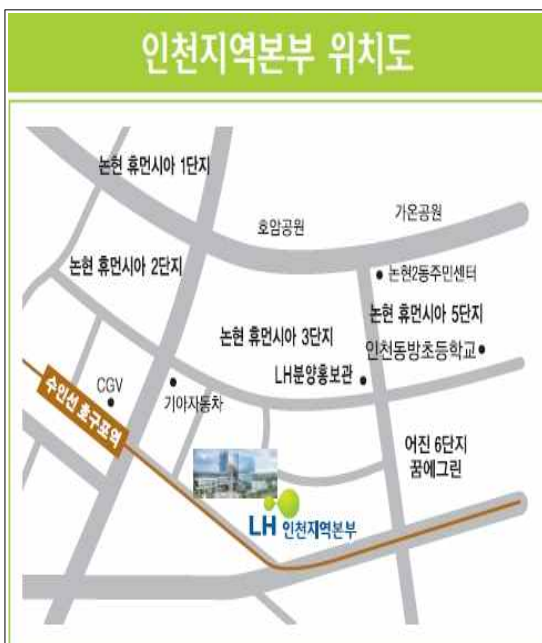 인천지역본부 위치도
논현 휴먼시아 1단지
호암공원
가온공원
논현 휴먼시아 2단지
논현2동주민센터
논현 휴먼시아 5단지
논현 휴먼시아 3단지
인천동방초등학교
LH분양홍보관
CGV
기아자동차
수인선 호구포역
어진 6단지
꿈에그린
LH 인천지역본부